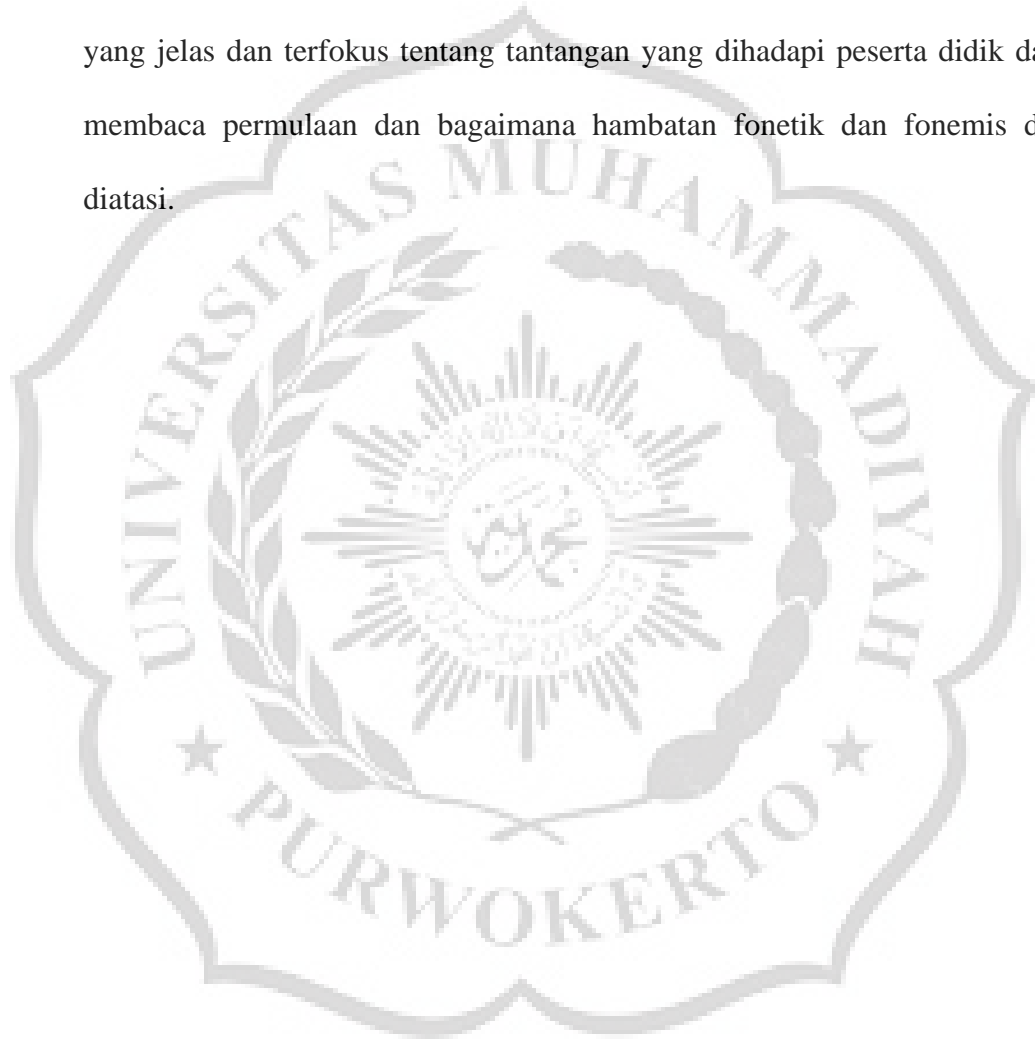 yang jelas dan terfokus tentang tantangan yang dihadapi peserta didik
membaca permulaan dan bagaimana hambatan fonetik dan fonemis
diatasi.
UNIVERSITAS MUHAMMADIYAH
PURWOKERTO